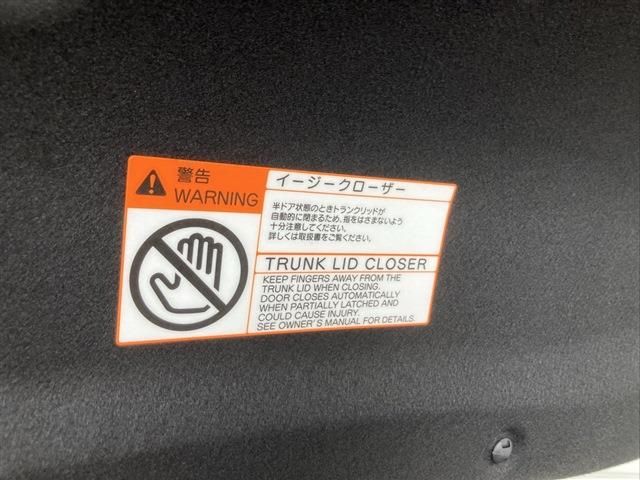 警告
WARNING
イージークローザー
半ドア状態のときトランクリッドが
自動的に閉まるため、指をはさまないよう
十分注意してください。
詳しくは取扱書をご覧ください。
TRUNK LID CLOSER
KEEP FINGERS AWAY FROM THE
TRUNK LID WHEN CLOSING.
DOOR CLOSES AUTOMATICALLY
WHEN PARTIALLY LATCHED AND
COULD CAUSE INJURY.
SEE OWNER'S MANUAL FOR DETAILS.